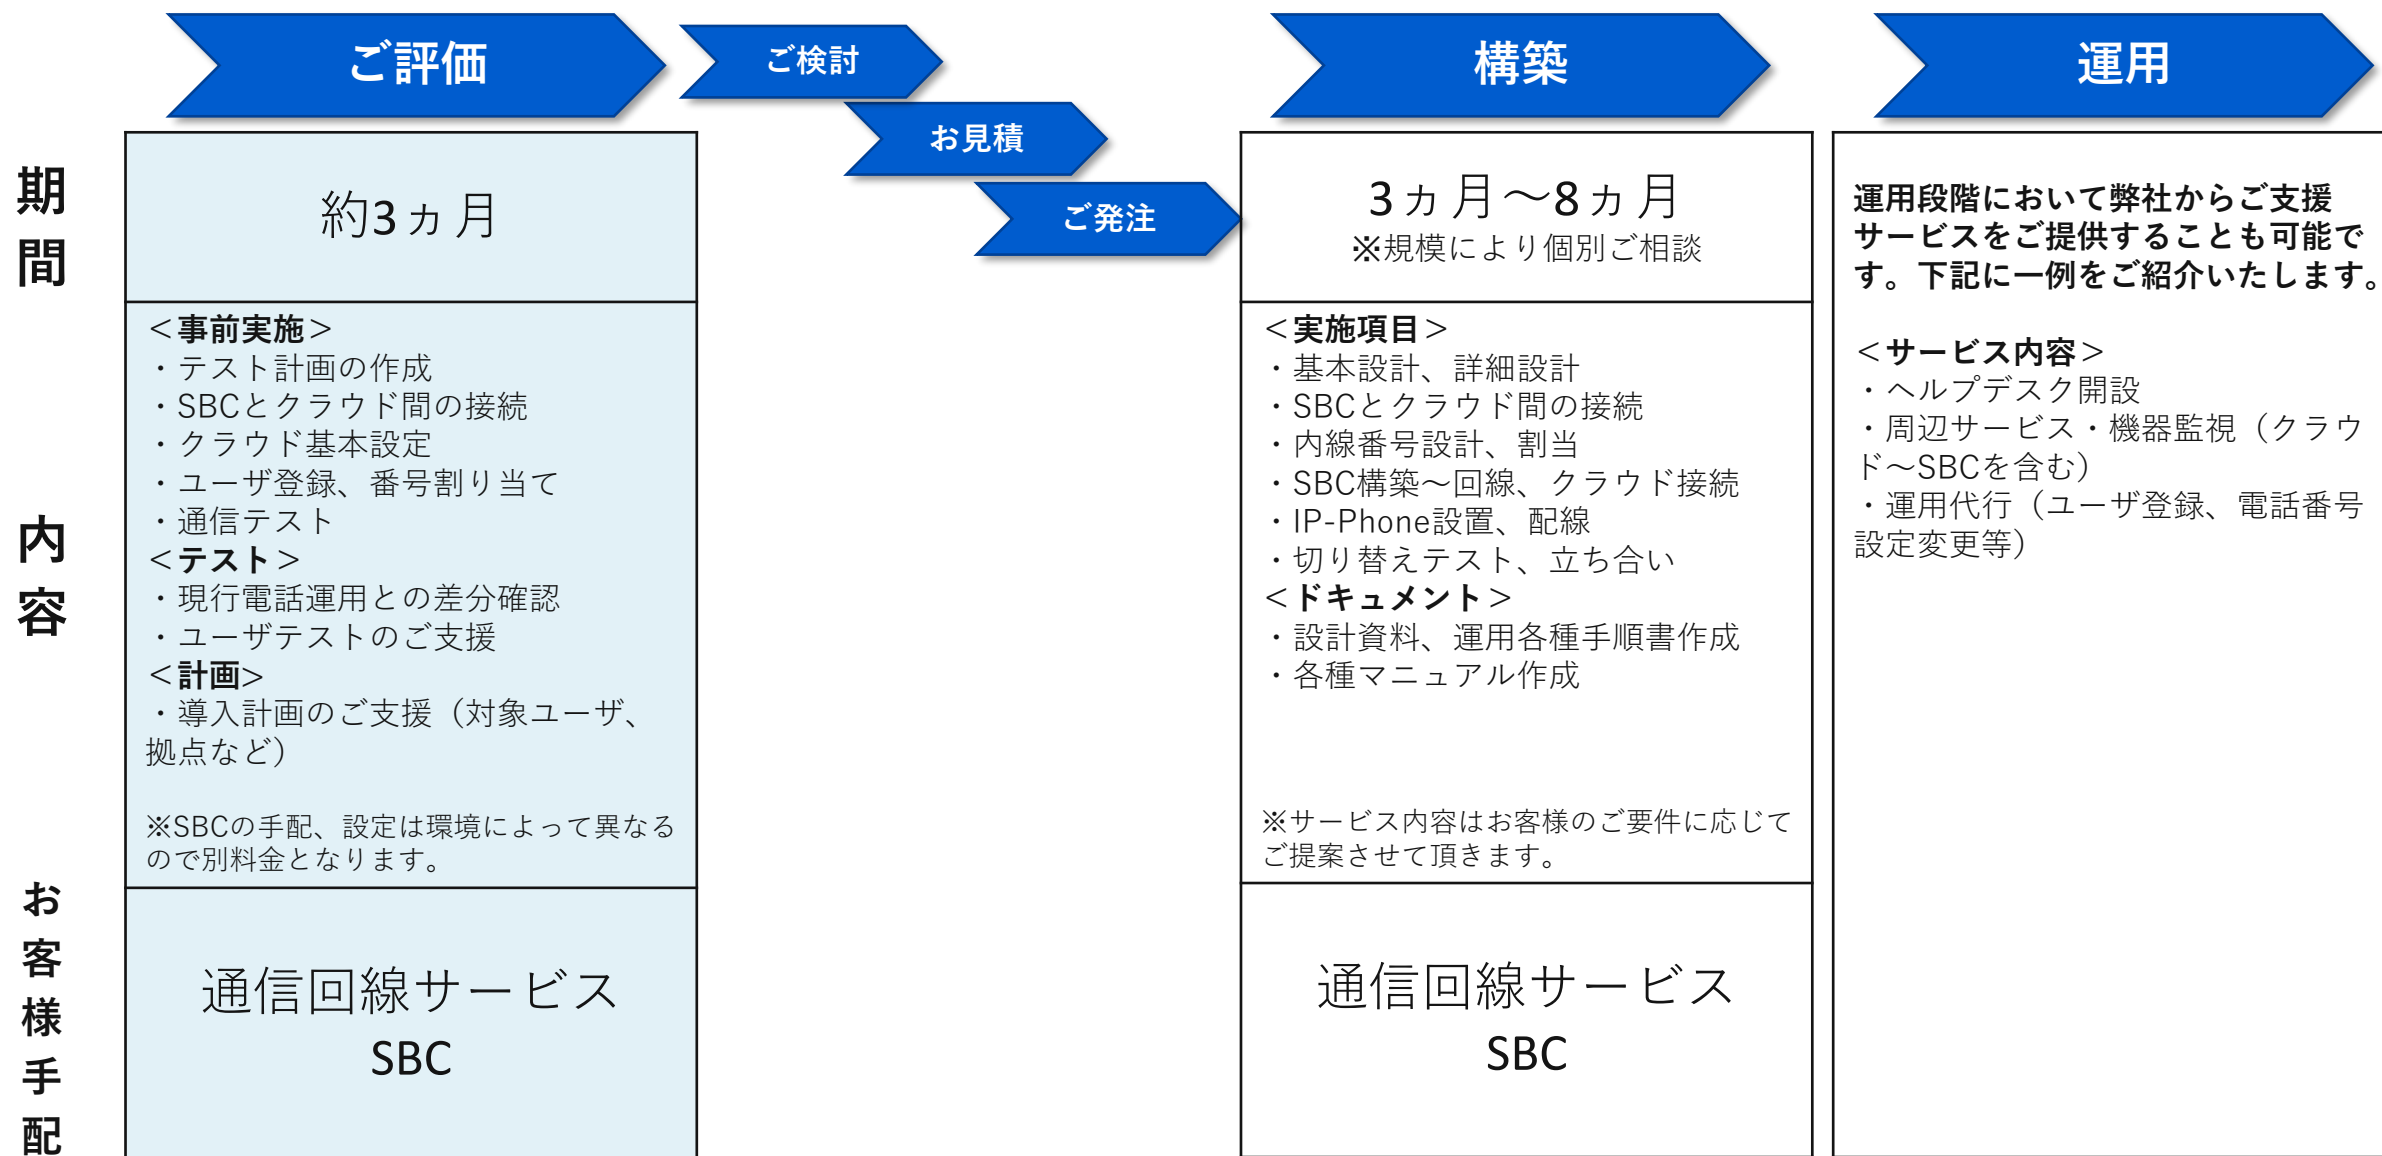 ご評価
ご検討
お見積
ご発注
構築
運用
期間
約3ヵ月
3ヵ月～8ヵ月
※規模により個別ご相談
運用段階において弊社からご支援
サービスをご提供することも可能で
す。下記に一例をご紹介いたします。
＜サービス内容＞
・ヘルプデスク開設
・周辺サービス・機器監視（クラウ
ド～SBCを含む）
・運用代行（ユーザ登録、電話番号
設定変更等）
内容
＜事前実施＞
・テスト計画の作成
・SBCとクラウド間の接続
・クラウド基本設定
・ユーザ登録、番号割り当て
・通信テスト
＜テスト＞
・現行電話運用との差分確認
・ユーザテストのご支援
＜計画>
・導入計画のご支援（対象ユーザ、
拠点など）
※SBCの手配、設定は環境によって異なる
ので別料金となります。
＜実施項目＞
・基本設計、詳細設計
・SBCとクラウド間の接続
・内線番号設計、割当
・SBC構築～回線、クラウド接続
・IP-Phone設置、配線
・切り替えテスト、立ち合い
＜ドキュメント＞
・設計資料、運用各種手順書作成
・各種マニュアル作成
※サービス内容はお客様のご要件に応じて
ご提案させて頂きます。
お客様手配
通信回線サービス
SBC
通信回線サービス
SBC